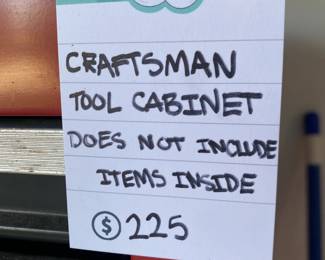 CRAFTSMAN
TOOL CABINET
DOES NOT INCLUDE
ITEMS INSIDE
$ 225